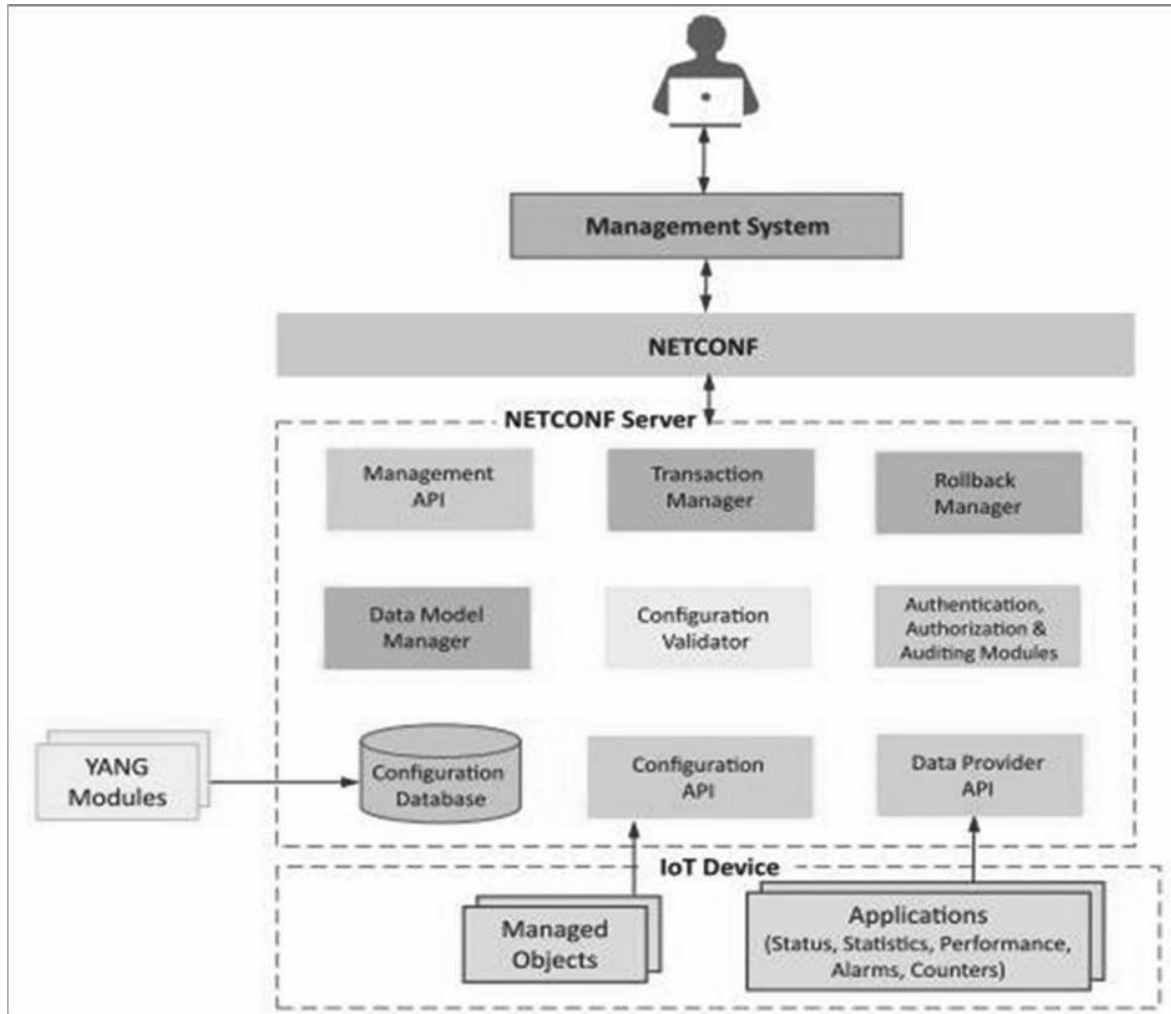 Management System
NETCONF
NETCONF Server
Management
API
Transaction
Manager
Rollback
Manager
Data Model
Manager
Configuration
Validator
Authentication,
Authorization &
Auditing Modules
YANG
Modules
Configuration
Database
Configuration
API
Data Provider
API
IoT Device
Managed
Objects
Applications
(Status, Statistics, Performance,
Alarms, Counters)